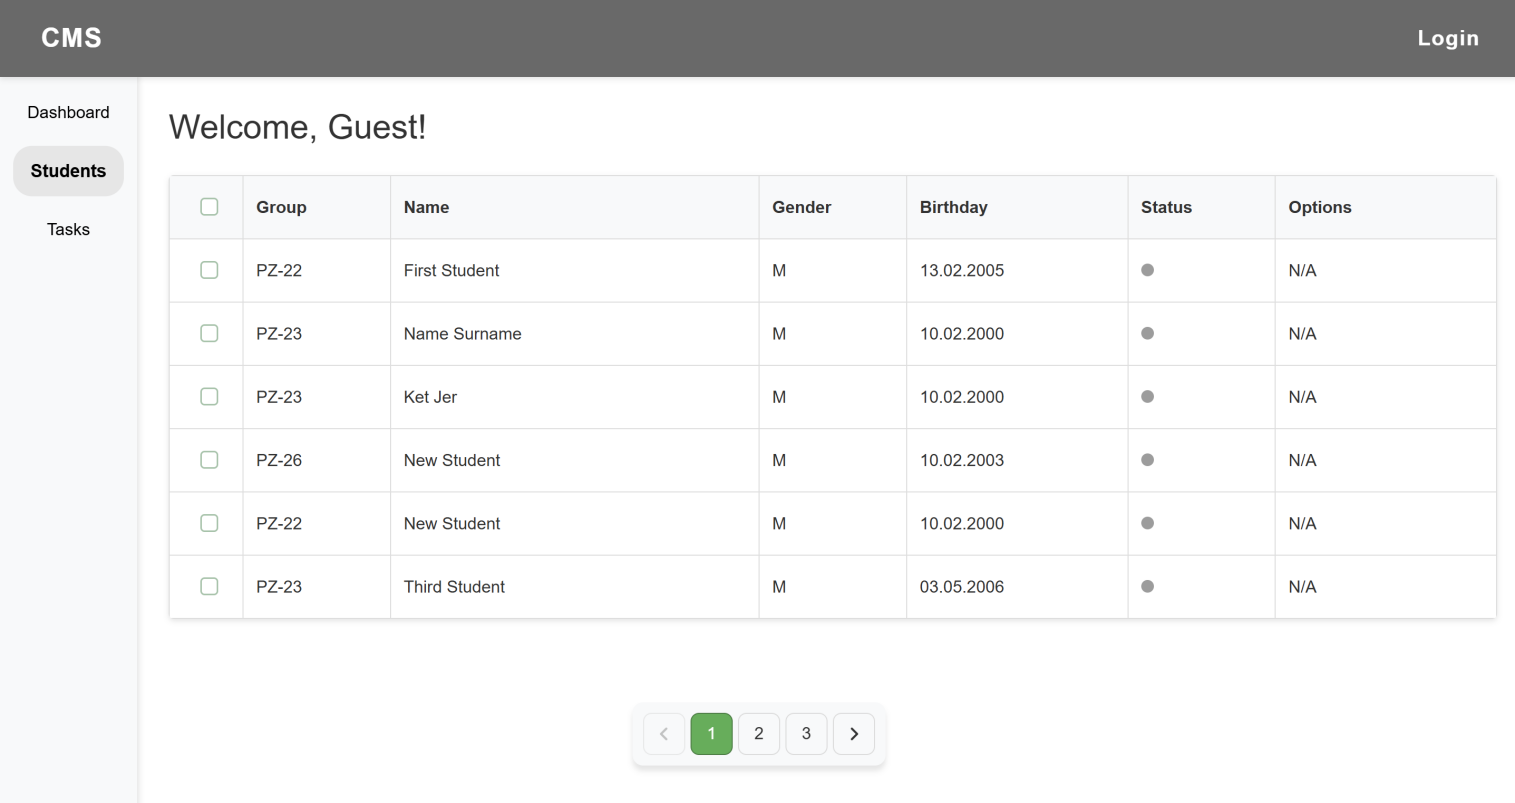 CMS
Login
Dashboard
Students
Tasks
Welcome, Guest!
Group Name Gender Birthday Status Options
PZ-22 First Student M 13.02.2005 N/A
PZ-23 Name Surname M 10.02.2000 N/A
PZ-23 Ket Jer M 10.02.2000 N/A
PZ-26 New Student M 10.02.2003 N/A
PZ-22 New Student M 10.02.2000 N/A
PZ-23 Third Student M 03.05.2006 N/A
1 2 3